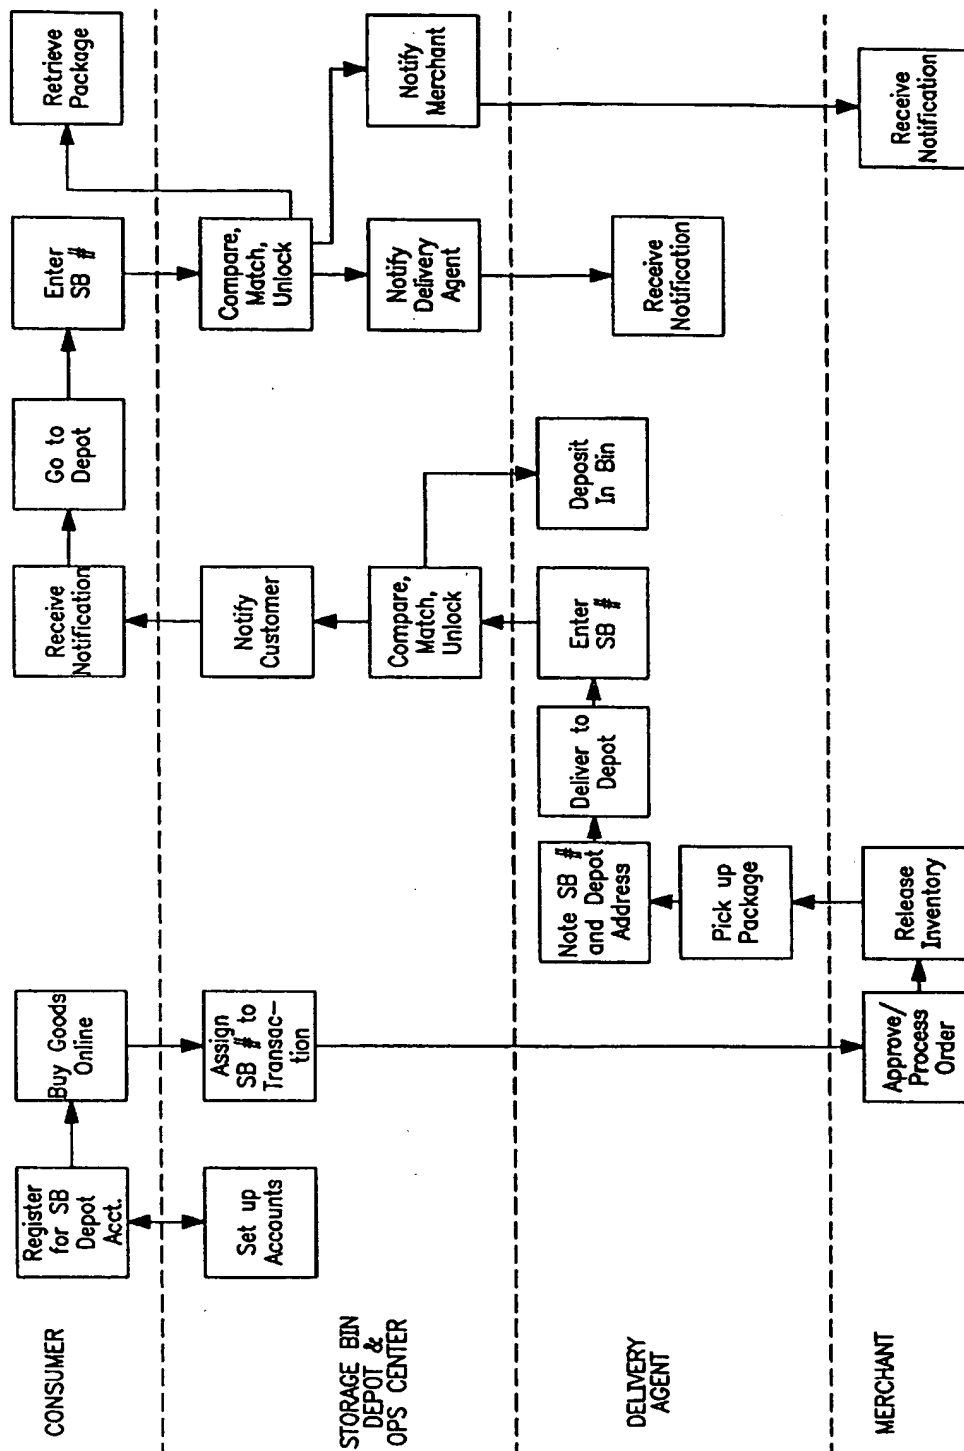 CONSUMER
Register
for SB
Depot
Acct.
Buy Goods
Online
Receive
Notification
Go to
Depot
Enter
SB #
Retrieve
Package
STORAGE BIN
DEPOT &
OPS CENTER
Set up
Accounts
Assign
SB # to
Transac-
tion
Notify
Customer
Compare,
Match,
Unlock
Compare,
Match,
Unlock
Notify
Delivery
Agent
Notify
Merchant
DELIVERY
AGENT
Note SB #
and Depot
Address
Pick up
Package
Deliver to
Depot
Enter
SB #
Deposit
In Bin
Receive
Notification
MERCHANT
Approve/
Process
Order
Release
Inventory
Receive
Notification